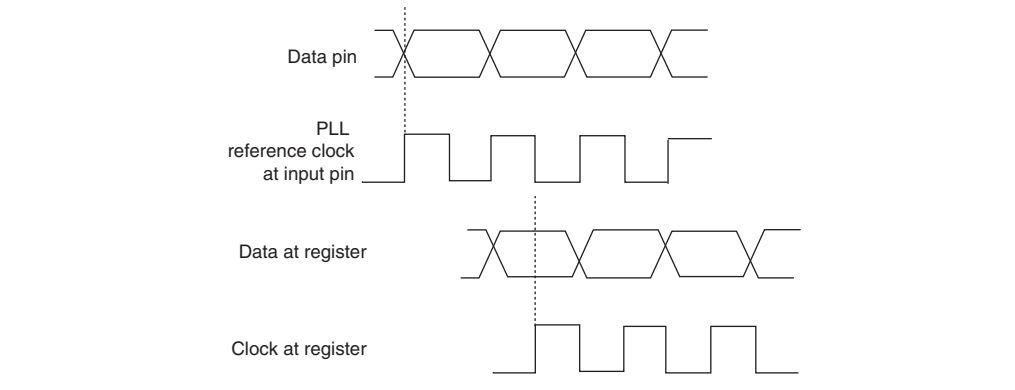 Data pin
PLL
reference clock
at input pin
Data at register
Clock at register